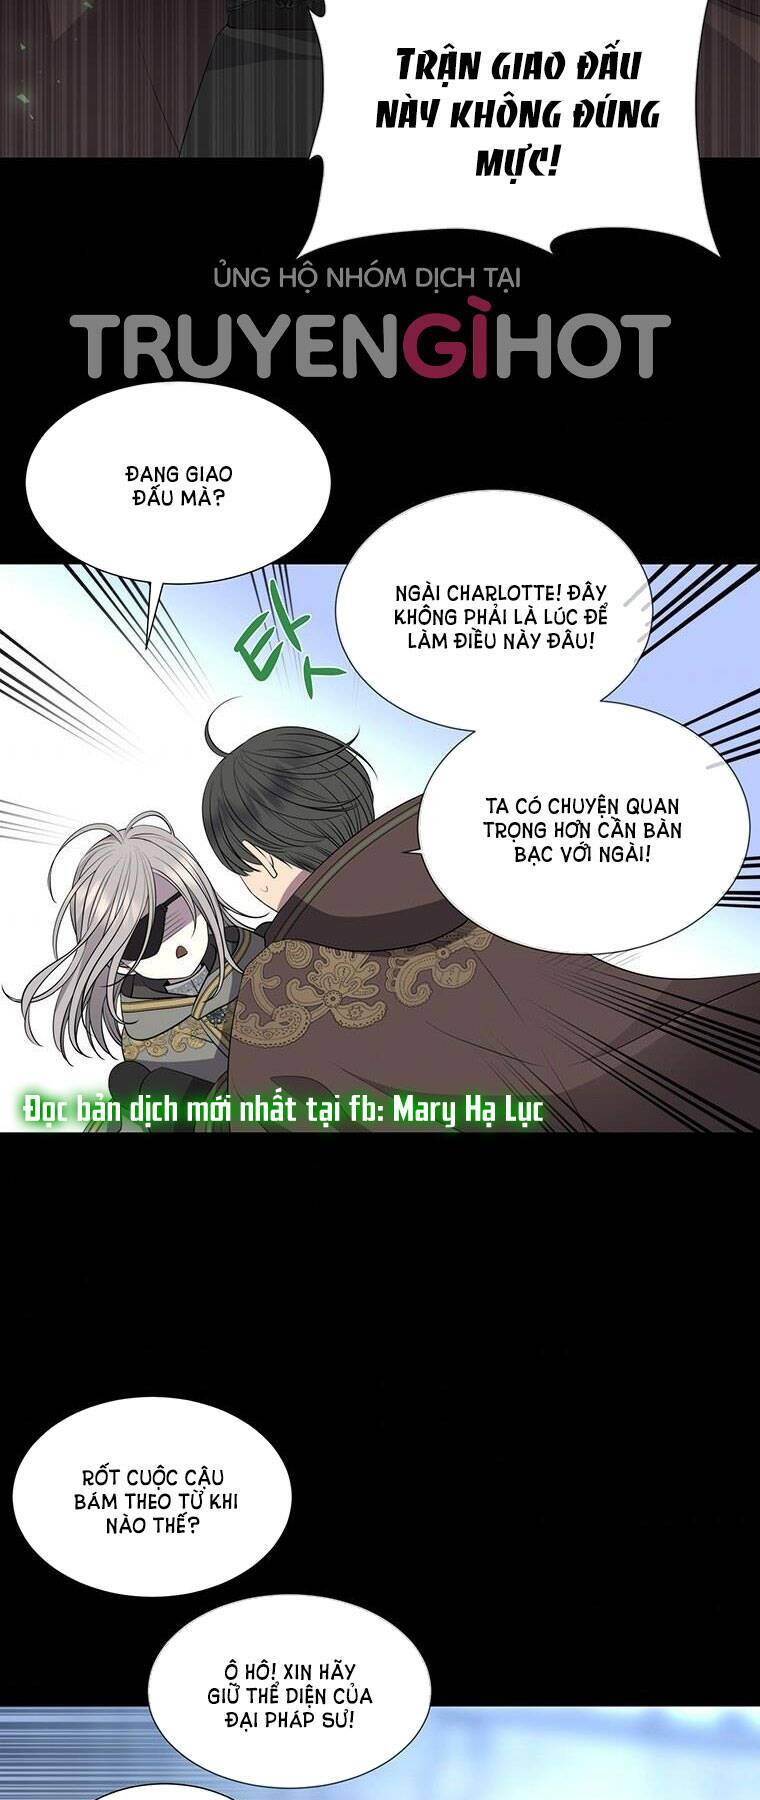 TRẬN GIAO ĐẤU
NÀY KHÔNG ĐÚNG
MỰC!
ỦNG HỘ NHÓM DỊCH TẠI
TRUYENGÌHOT
ĐANG GIAO
ĐẤU MÀ?
NGÀI CHARLOTTE! ĐÂY
KHÔNG PHẢI LÀ LÚC ĐỂ
LÀM ĐIỀU NÀY ĐÂU!
TA CÓ CHUYỆN QUAN
TRỌNG HƠN CẦN BÀN
BẠC VỚI NGÀI!
Đọc bản dịch mới nhất tại fb: Mary Hạ Lục
RỐT CUỘC CẬU
BÁM THEO TỪ KHI
NÀO THẾ?
Ô HÔ! XIN HÃY
GIỮ THỂ DIỆN CỦA
ĐẠI PHÁP SƯ!